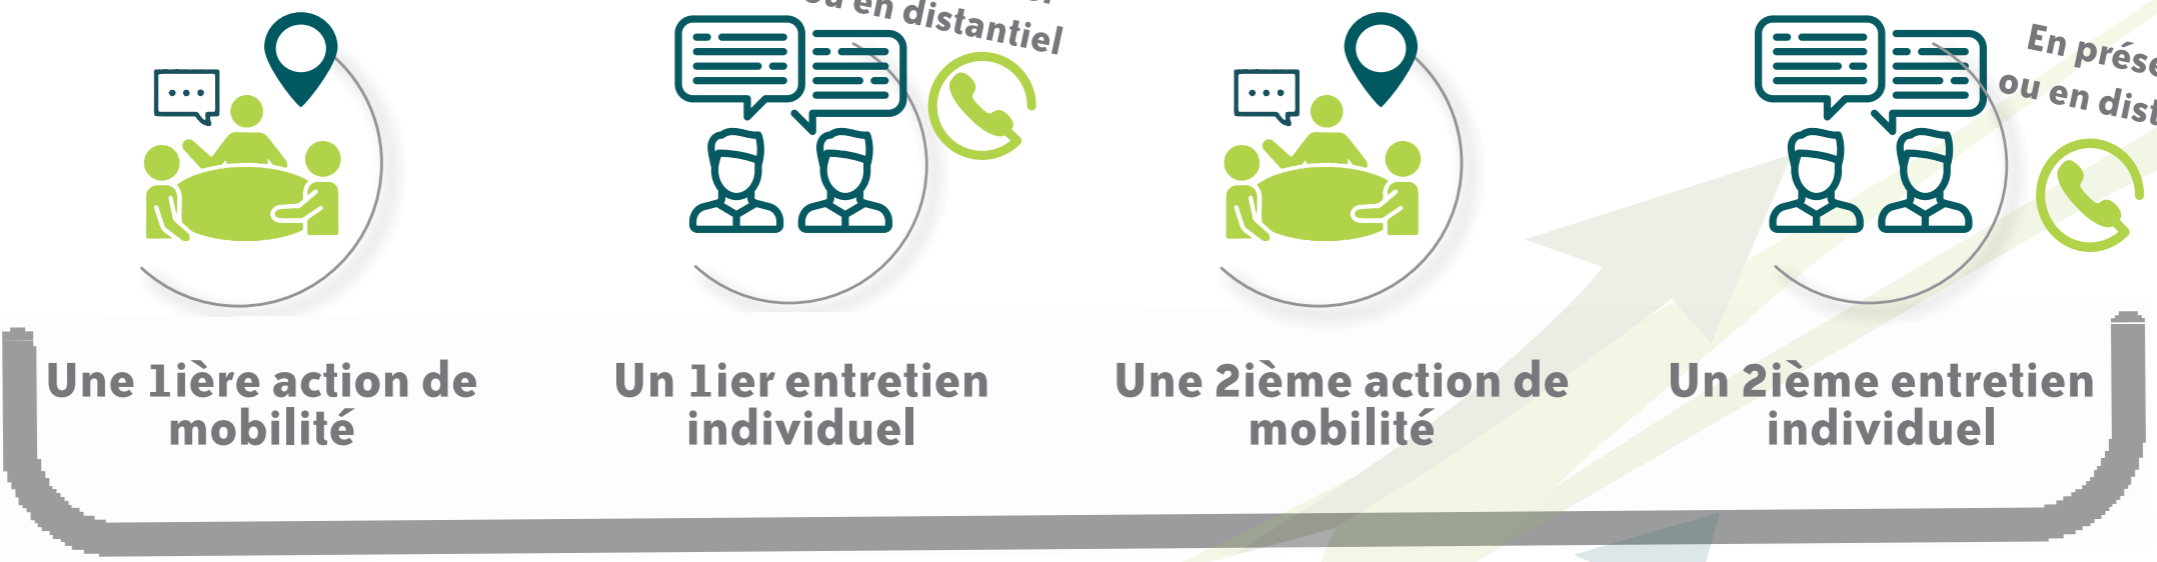 ou en distantiel
En prése
ou en dist
Une 1ière action de
mobilité
Un 1ier entretien
individuel
Une 2ième action de
mobilité
Un 2ième entretien
individuel